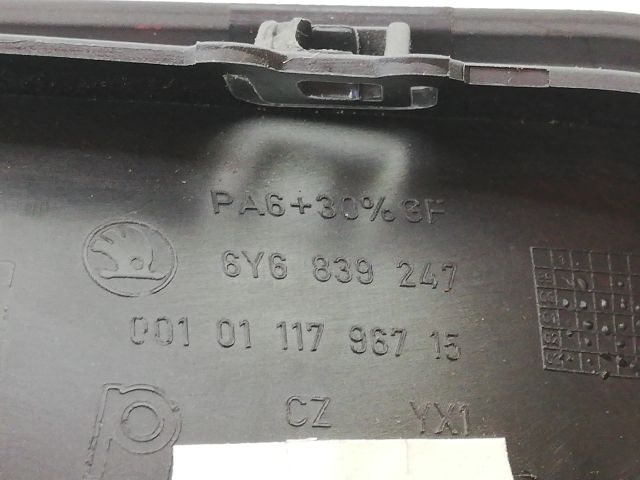 PA6+30% GF
6Y6 839 247
001 01 117 967 15
CZ YX1